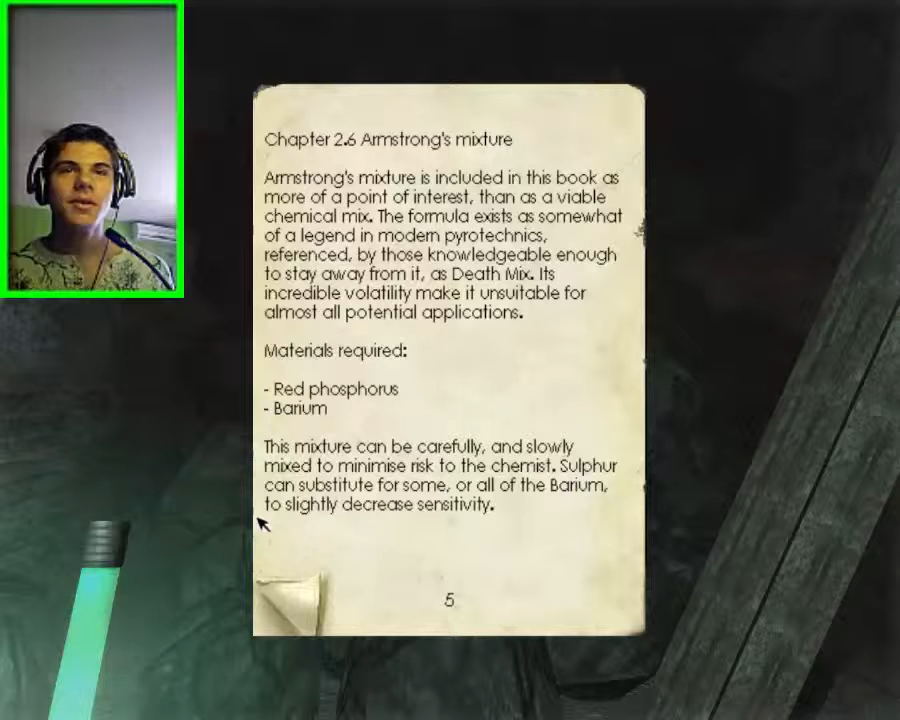 Chapter 2.6 Armstrong's mixture
Armstrong's mixture is included in this book as
more of a point of interest, than as a viable
chemical mix. The formula exists as somewhat
of a legend in modern pyrotechnics,
referenced, by those knowledgeable enough
to stay away from it, as Death Mix. Its
incredible volatility make it unsuitable for
almost all potential applications.
Materials required:
- Red phosphorus
- Barium
This mixture can be carefully, and slowly
mixed to minimise risk to the chemist. Sulphur
can substitute for some, or all of the Barium,
to slightly decrease sensitivity.
5